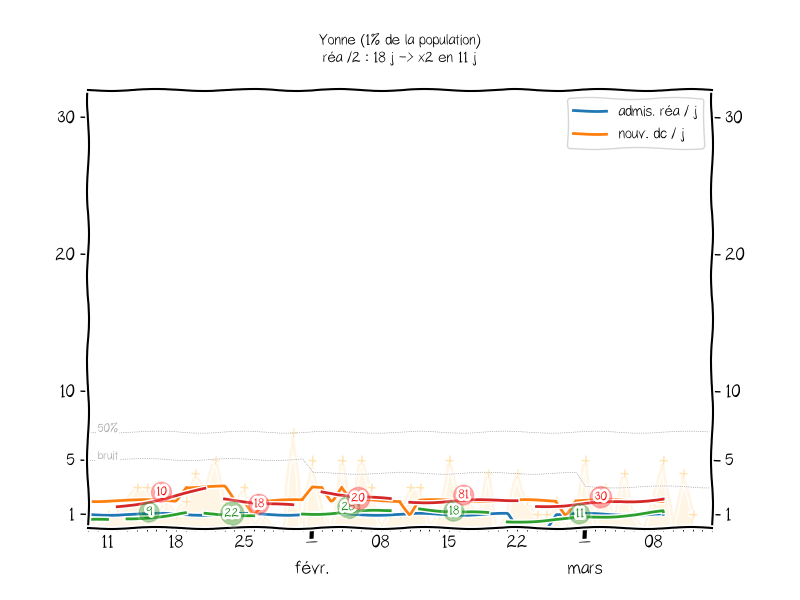 Yonne (1% de la population)
réa /2 : 18 j -> x2 en 11 j
admis. réa / j
nouv. dc / j
30 30
20 20
10 10
50%
bruit
5 5
1 1
10 9 22 18 20 81 18 11 30
11 18 25 1 08 15 22 1 08
févr. mars